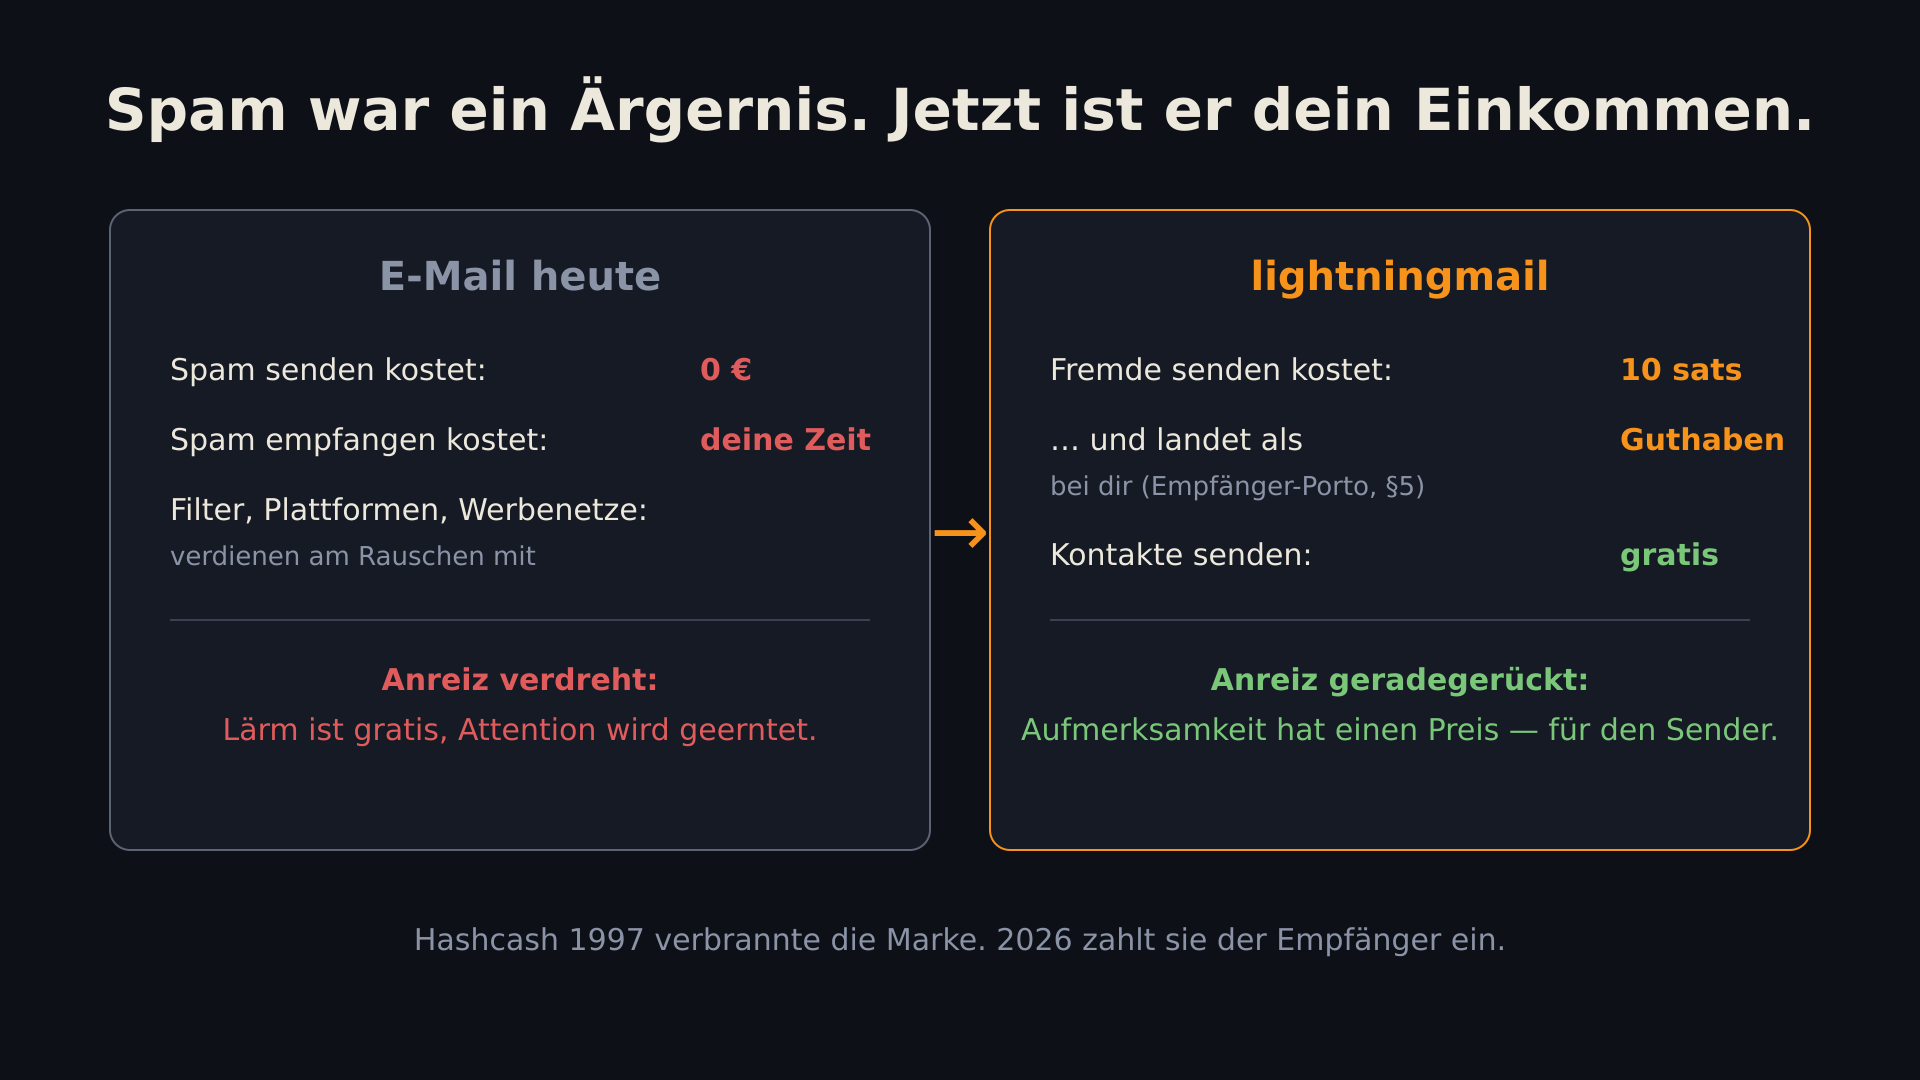 Spam war ein Ärgernis. Jetzt ist er dein Einkommen.
E-Mail heute
Spam senden kostet: 0 €
Spam empfangen kostet: deine Zeit
Filter, Plattformen, Werbenetze:
verdienen am Rauschen mit
Anreiz verdreht:
Lärm ist gratis, Attention wird geerntet.
→
lightningmail
Fremde senden kostet: 10 sats
… und landet als Guthaben
bei dir (Empfänger-Porto, §5)
Kontakte senden: gratis
Anreiz geradegerückt:
Aufmerksamkeit hat einen Preis — für den Sender.
Hashcash 1997 verbrannte die Marke. 2026 zahlt sie der Empfänger ein.